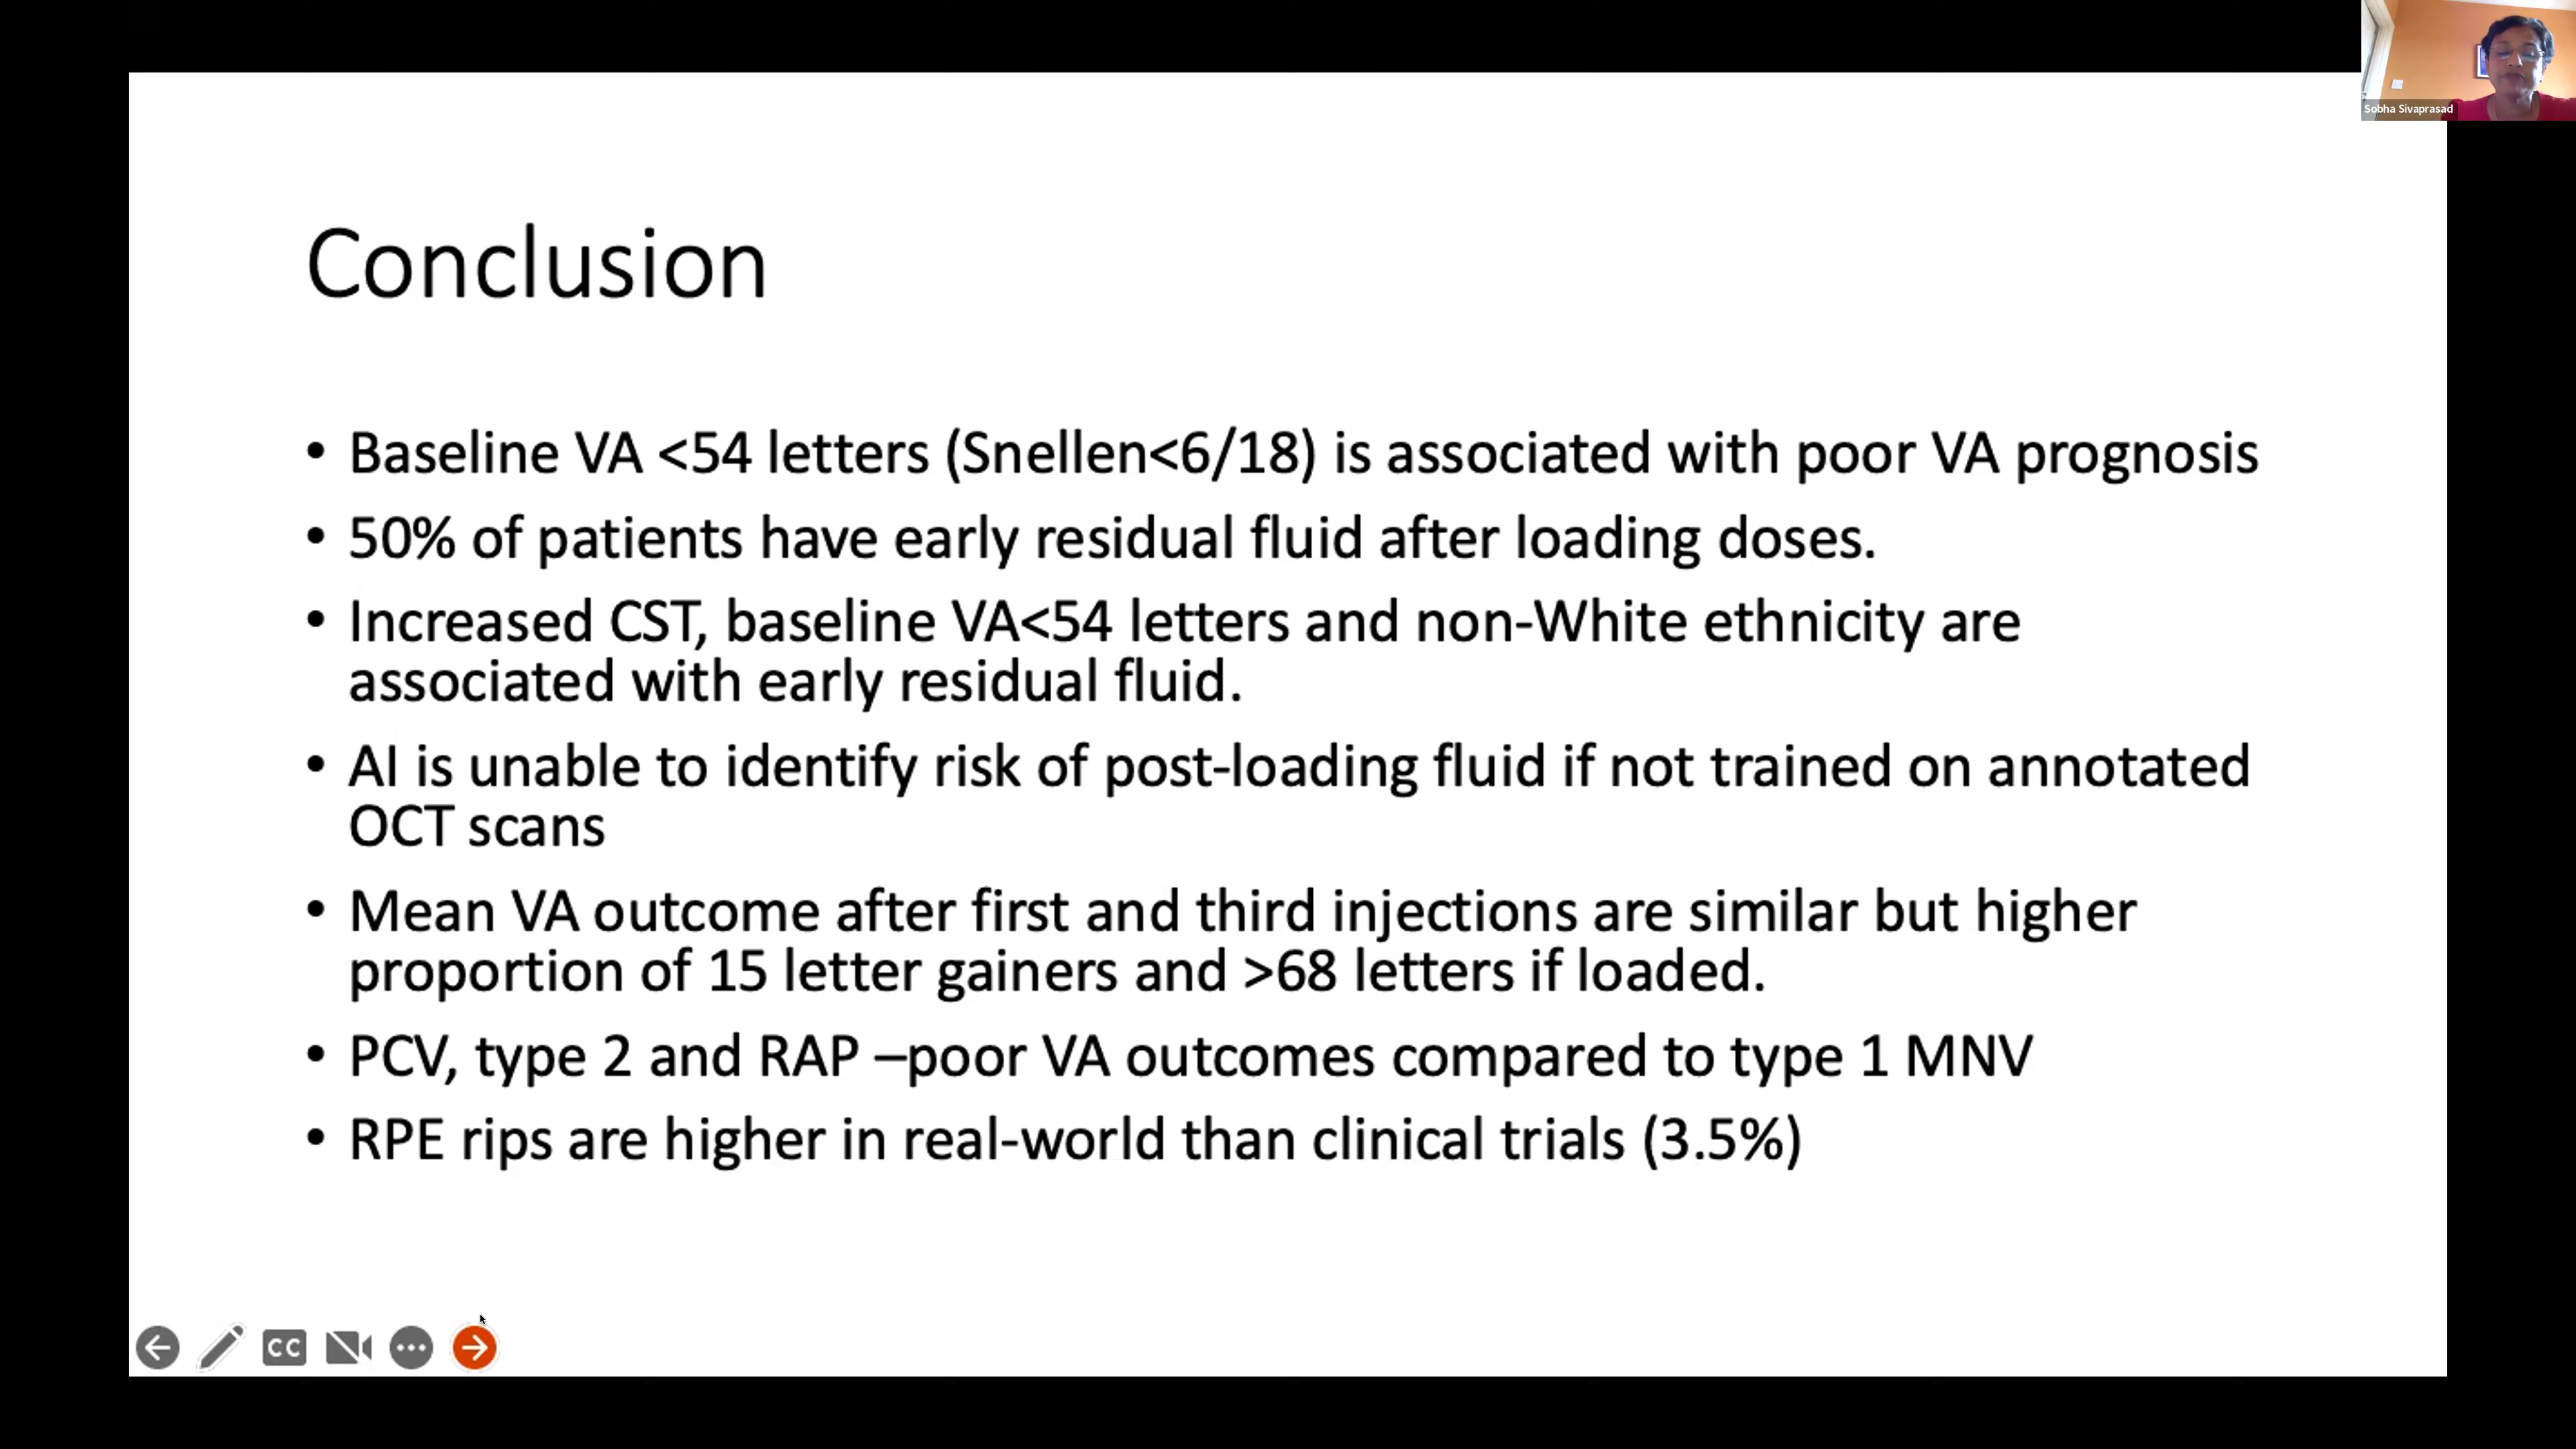 Sobha Sivaprasad
Conclusion
• Baseline VA <54 letters (Snellen<6/18) is associated with poor VA prognosis
• 50% of patients have early residual fluid after loading doses.
• Increased CST, baseline VA<54 letters and non-White ethnicity are
associated with early residual fluid.
• AI is unable to identify risk of post-loading fluid if not trained on annotated
OCT scans
• Mean VA outcome after first and third injections are similar but higher
proportion of 15 letter gainers and >68 letters if loaded.
• PCV, type 2 and RAP –poor VA outcomes compared to type 1 MNV
• RPE rips are higher in real-world than clinical trials (3.5%)
CC